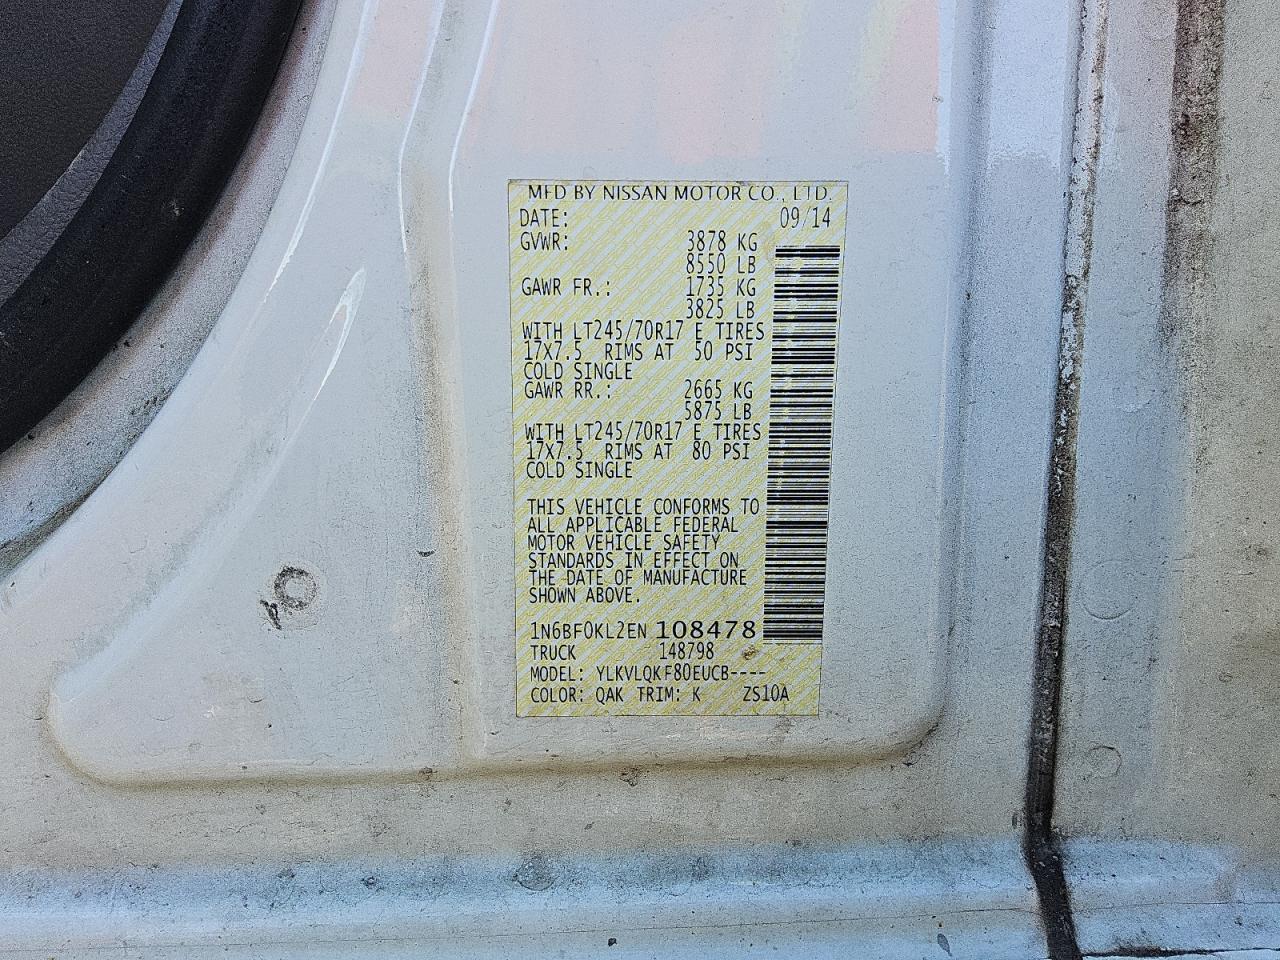 MFD BY NISSAN MOTOR CO., LTD.
DATE: 09/14
GVWR: 3878 KG
8550 LB
GAWR FR.: 1735 KG
3825 LB
WITH LT245/70R17 E TIRES
17X7.5 RIMS AT 50 PSI
COLD SINGLE
GAWR RR.: 2665 KG
5875 LB
WITH LT245/70R17 E TIRES
17X7.5 RIMS AT 80 PSI
COLD SINGLE
THIS VEHICLE CONFORMS TO
ALL APPLICABLE FEDERAL
MOTOR VEHICLE SAFETY
STANDARDS IN EFFECT ON
THE DATE OF MANUFACTURE
SHOWN ABOVE.
1N6BF0KL2EN 108478
TRUCK 148798
MODEL: YLKVLQKF80EUCB----
COLOR: QAK TRIM: K ZS10A